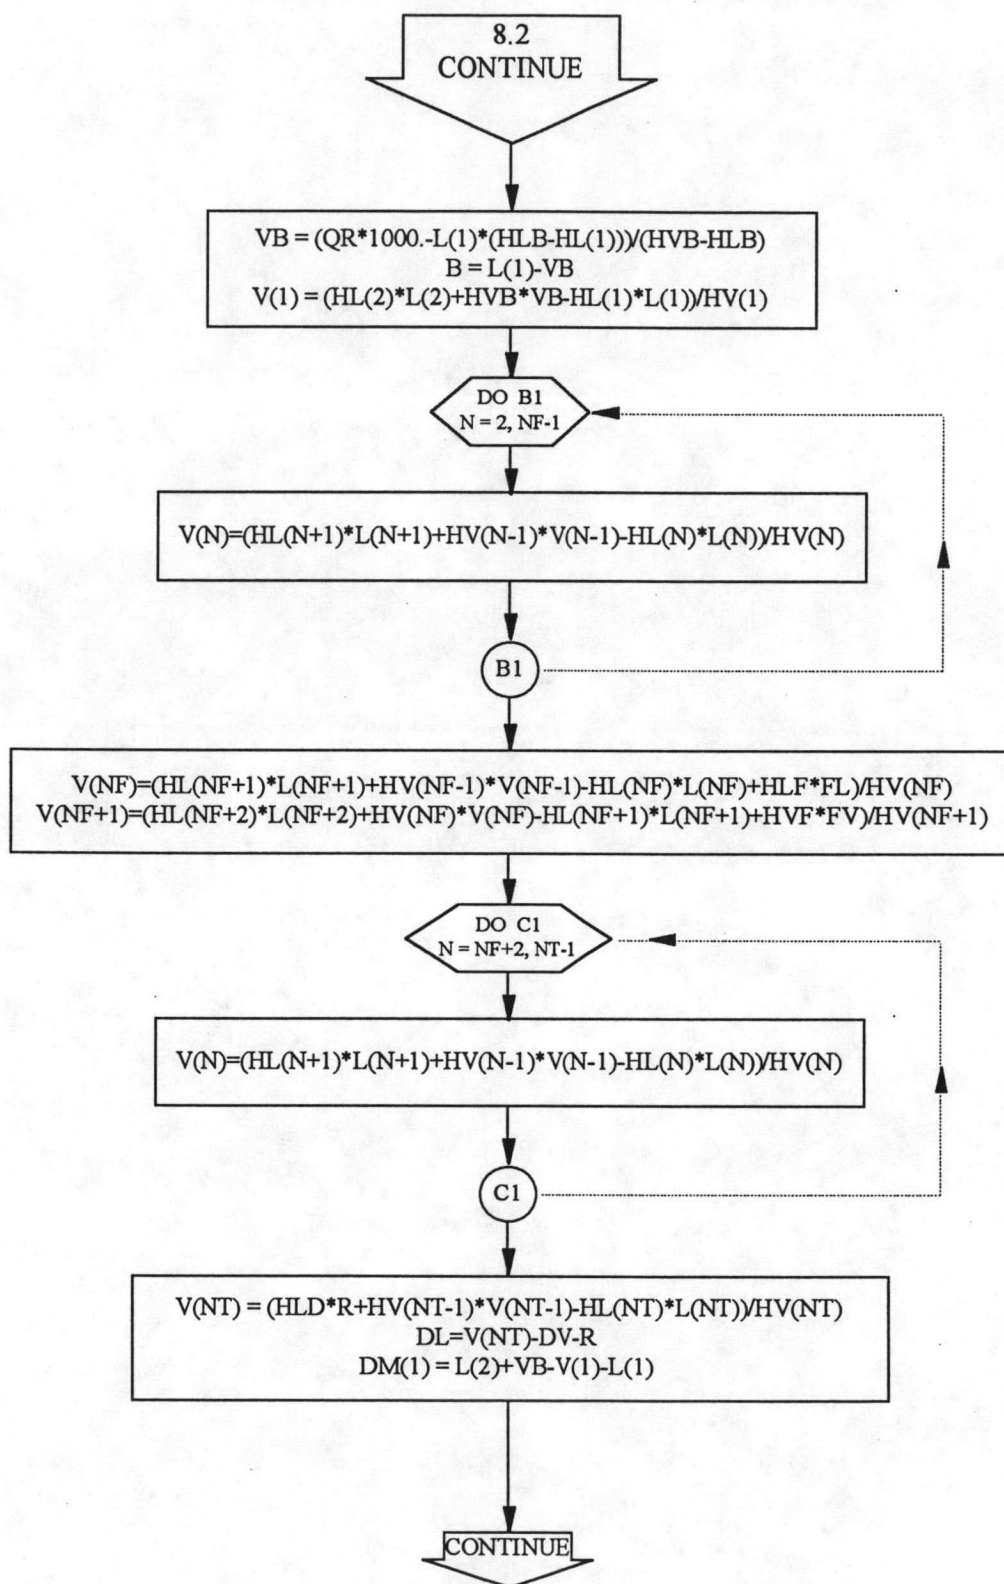 8.2
CONTINUE
VB = (QR*1000.-L(1)*(HLB-HL(1)))/(HVB-HLB)
B = L(1)-VB
V(1) = (HL(2)*L(2)+HVB*VB-HL(1)*L(1))/HV(1)
DO B1
N = 2, NF-1
V(N)=(HL(N+1)*L(N+1)+HV(N-1)*V(N-1)-HL(N)*L(N))/HV(N)
B1
V(NF)=(HL(NF+1)*L(NF+1)+HV(NF-1)*V(NF-1)-HL(NF)*L(NF)+HLF*FL)/HV(NF)
V(NF+1)=(HL(NF+2)*L(NF+2)+HV(NF)*V(NF)-HL(NF+1)*L(NF+1)+HVF*FV)/HV(NF+1)
DO C1
N = NF+2, NT-1
V(N)=(HL(N+1)*L(N+1)+HV(N-1)*V(N-1)-HL(N)*L(N))/HV(N)
C1
V(NT) = (HLD*R+HV(NT-1)*V(NT-1)-HL(NT)*L(NT))/HV(NT)
DL=V(NT)-DV-R
DM(1) = L(2)+VB-V(1)-L(1)
CONTINUE